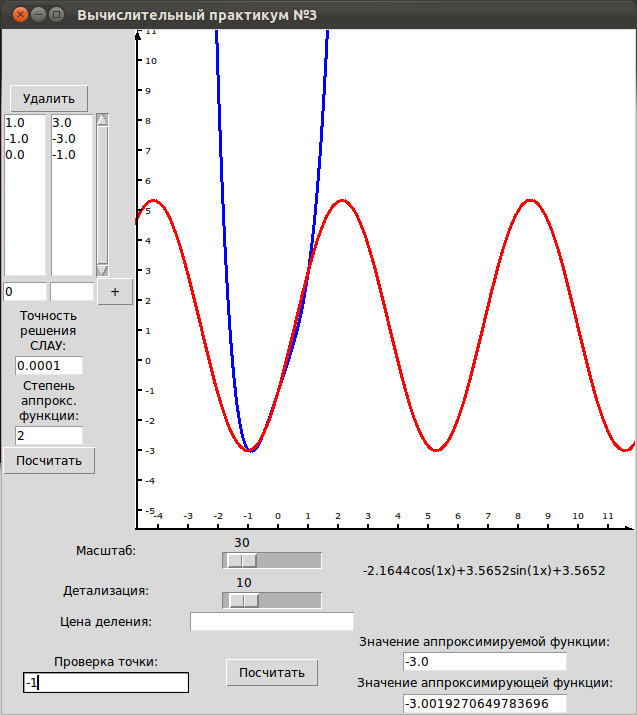 Вычислительный практикум №3
Удалить
1.0 3.0
-1.0 -3.0
0.0 -1.0
0
+
Точность
решения
СЛАУ:
0.0001
Степень
аппрокс.
функции:
2
Посчитать
11
10
9
8
7
6
5
4
3
2
1
0
-1
-2
-3
-4
-5
-4 -3 -2 -1 0 1 2 3 4 5 6 7 8 9 10 11
Масштаб:
30
Детализация:
10
Цена деления:
-2.1644cos(1x)+3.5652sin(1x)+3.5652
Проверка точки:
-1
Посчитать
Значение аппроксимируемой функции:
-3.0
Значение аппроксимирующей функции:
-3.0019270649783696